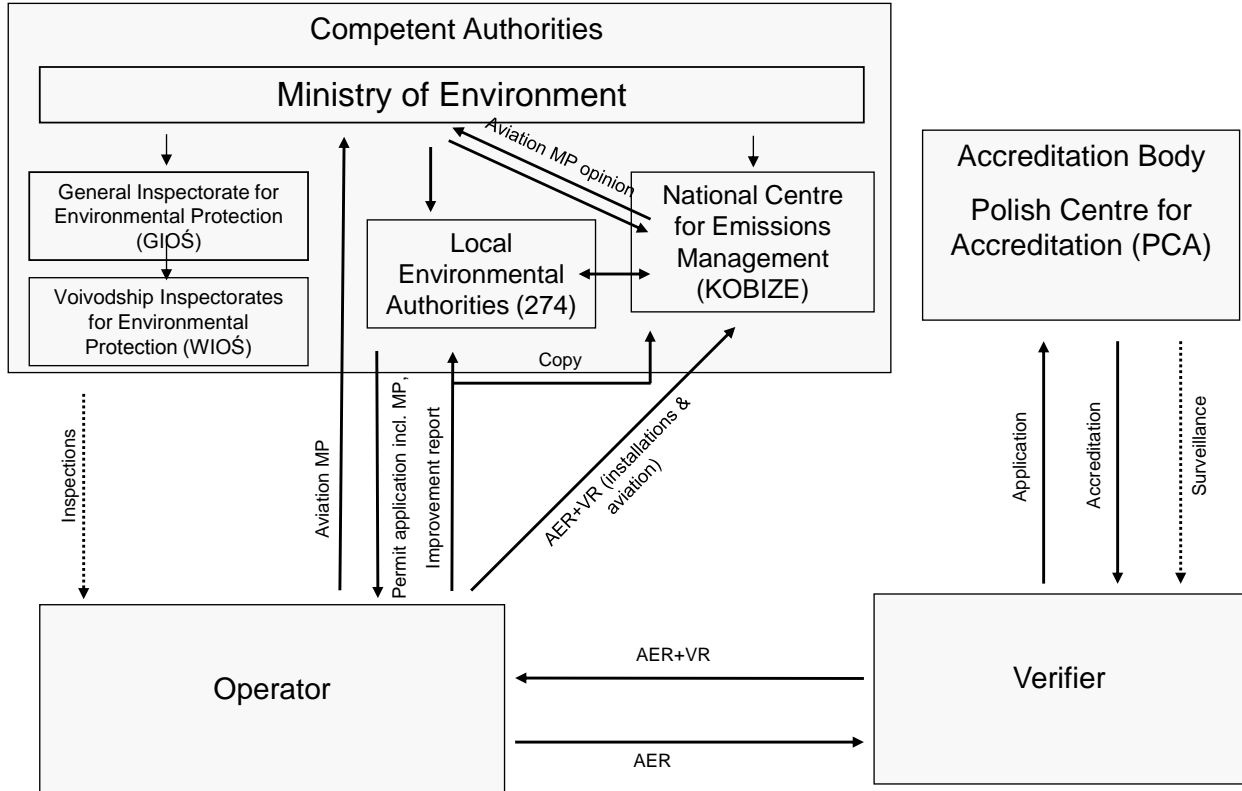 Competent Authorities
Ministry of Environment
Aviation MP opinion
General Inspectorate for
Environmental Protection
(GIOŚ)
Voivodship Inspectorates
for Environmental
Protection (WIOŚ)
Local
Environmental
Authorities (274)
National Centre
for Emissions
Management
(KOBIZE)
Accreditation Body
Polish Centre for
Accreditation (PCA)
Copy
Inspections
Aviation MP
Permit application incl. MP,
Improvement report
AER+VR (installations &
aviation)
Application
Accreditation
Surveillance
Operator
AER+VR
AER
Verifier